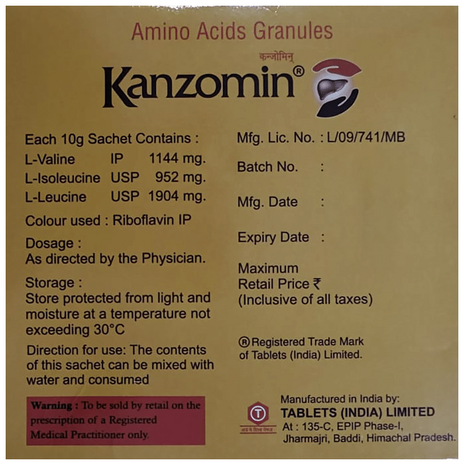 Amino Acids Granules
कन्जोमिन्
Kanzomin®
Each 10g Sachet Contains :
L-Valine IP 1144 mg.
L-Isoleucine USP 952 mg.
L-Leucine USP 1904 mg.
Colour used : Riboflavin IP
Dosage :
As directed by the Physician.
Storage :
Store protected from light and
moisture at a temperature not
exceeding 30°C
Direction for use: The contents
of this sachet can be mixed with
water and consumed
Warning : To be sold by retail on the
prescription of a Registered
Medical Practitioner only.
Mfg. Lic. No. : L/09/741/MB
Batch No. :
Mfg. Date :
Expiry Date :
Maximum
Retail Price ₹
(Inclusive of all taxes)
® Registered Trade Mark
of Tablets (India) Limited.
T
Manufactured in India by:
TABLETS (INDIA) LIMITED
At : 135-C, EPIP Phase-I,
Jharmajri, Baddi, Himachal Pradesh.